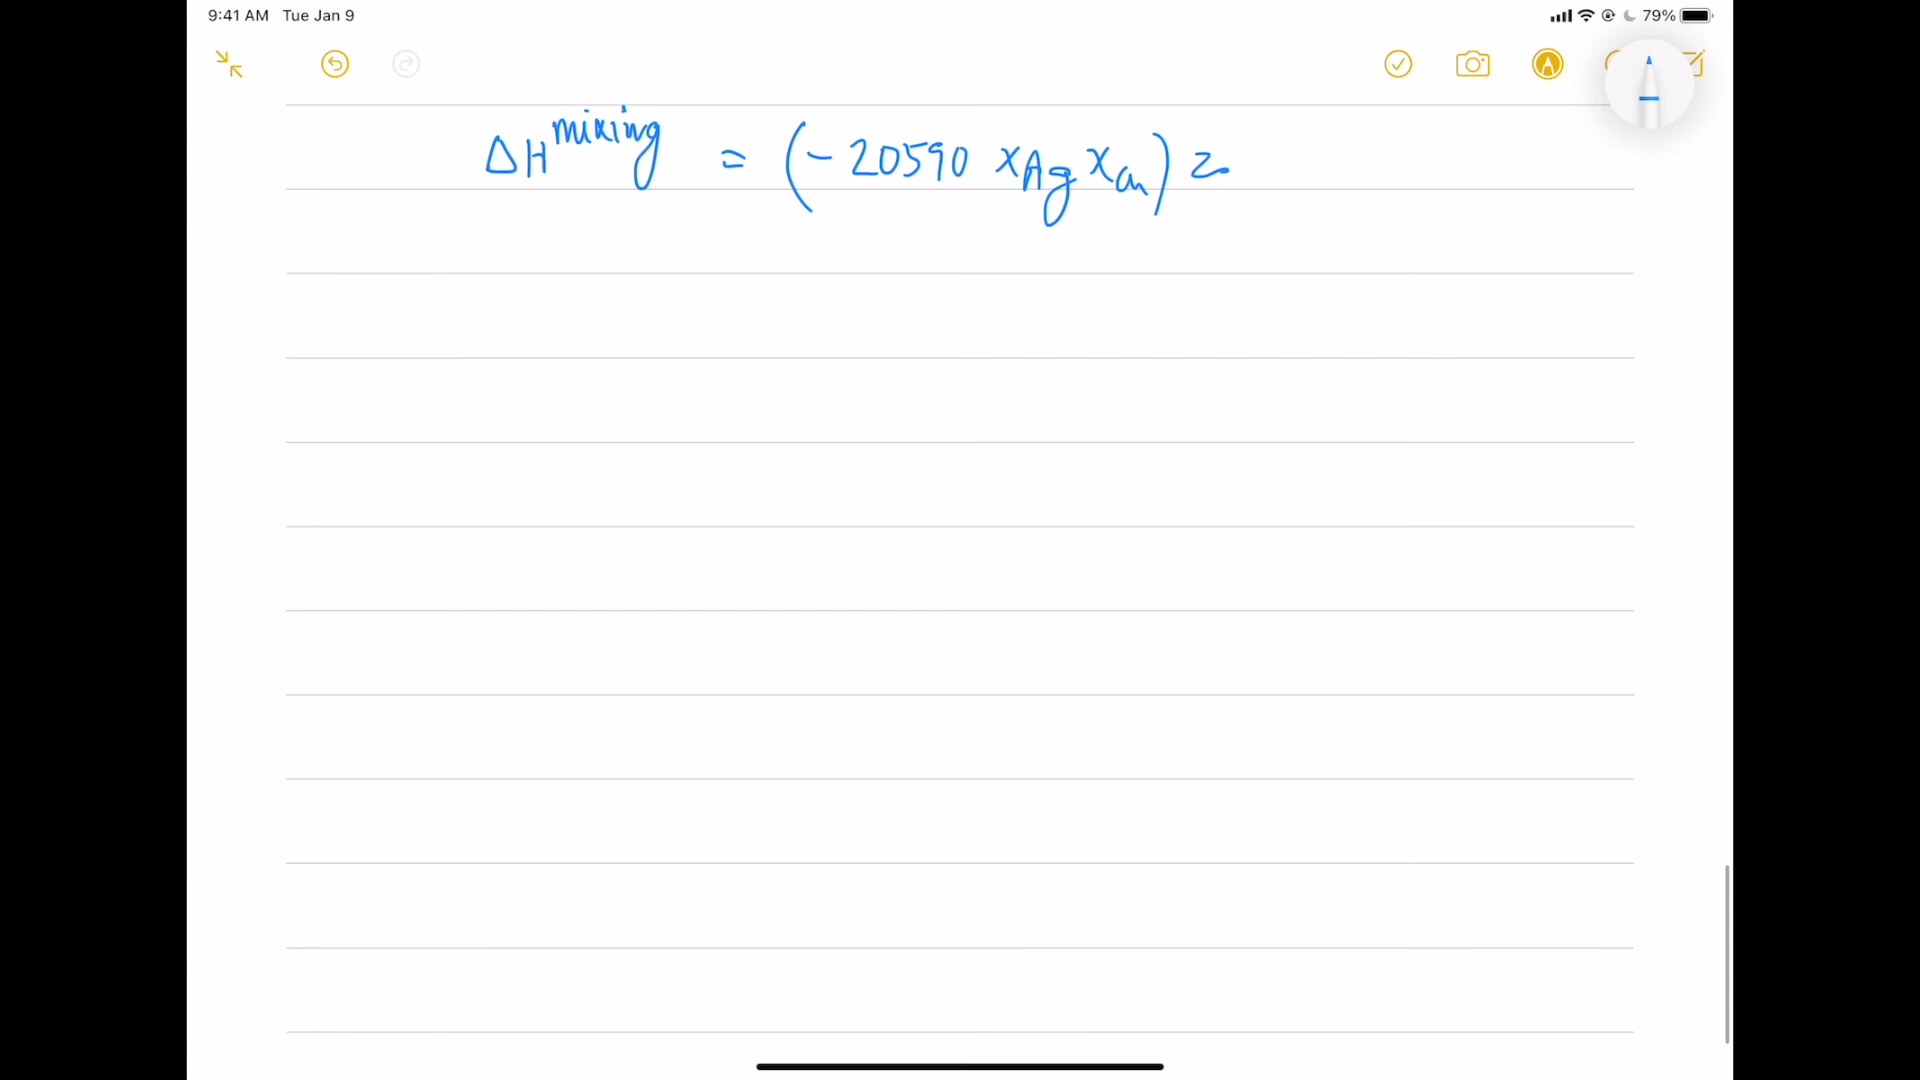 9:41 AM Tue Jan 9 79%
ΔH^mixing = (- 20590 x_Ag x_Cu)